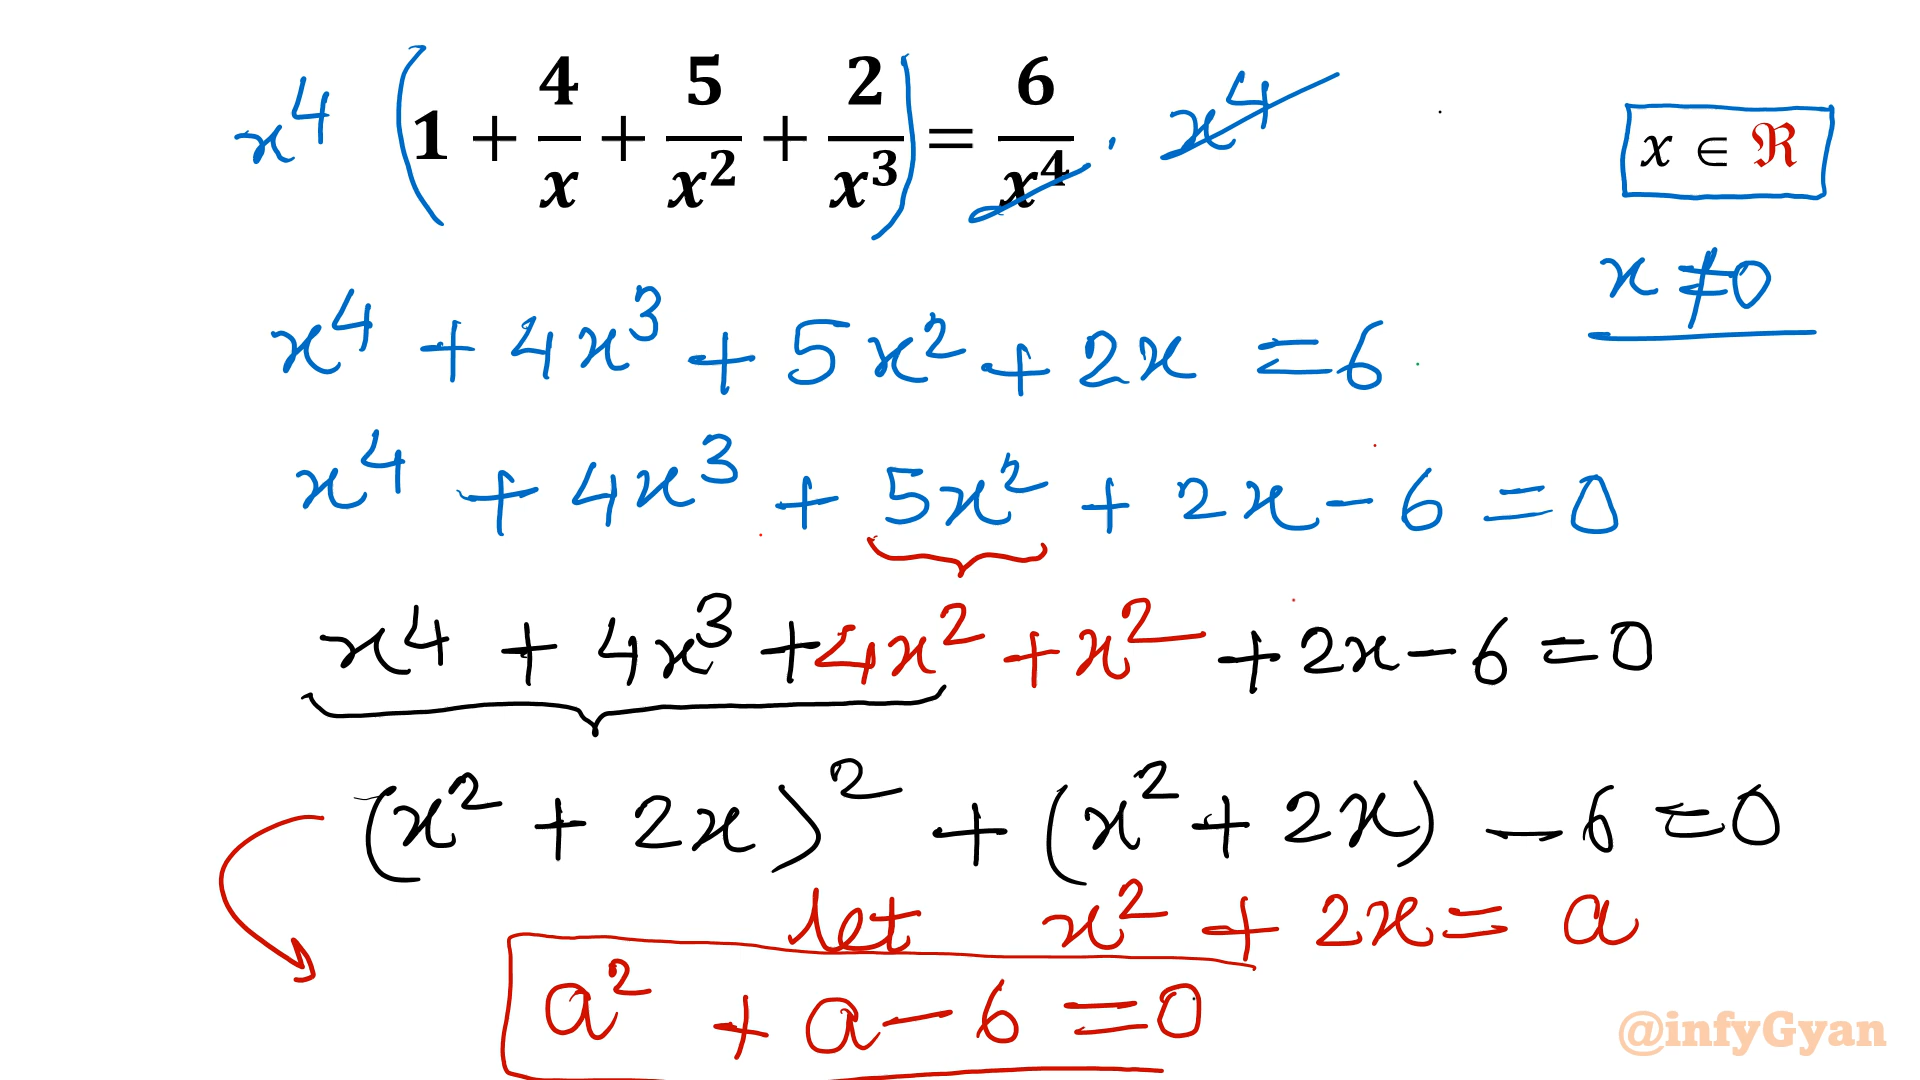 x⁴ (1 + 4/x + 5/x² + 2/x³) = 6/x⁴ · x⁴
x ∈ ℜ
x ≠ 0
x⁴ + 4x³ + 5x² + 2x = 6
x⁴ + 4x³ + 5x² + 2x - 6 = 0
x⁴ + 4x³ + 4x² + x² + 2x - 6 = 0
(x² + 2x)² + (x² + 2x) - 6 = 0
let x² + 2x = a
a² + a - 6 = 0
@infyGyan